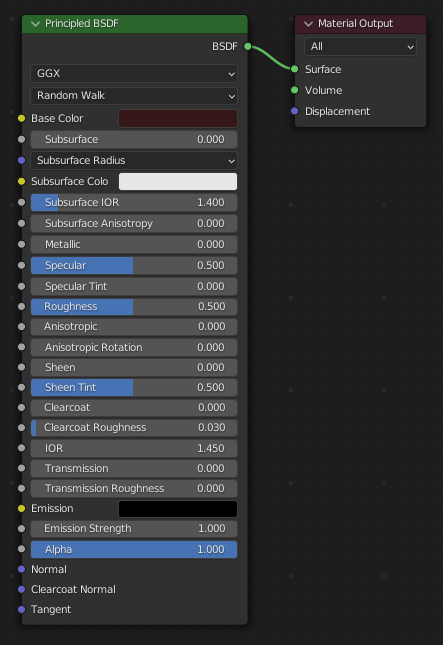 Principled BSDF
BSDF
GGX
Random Walk
Base Color
Subsurface 0.000
Subsurface Radius
Subsurface Colo
Subsurface IOR 1.400
Subsurface Anisotropy 0.000
Metallic 0.000
Specular 0.500
Specular Tint 0.000
Roughness 0.500
Anisotropic 0.000
Anisotropic Rotation 0.000
Sheen 0.000
Sheen Tint 0.500
Clearcoat 0.000
Clearcoat Roughness 0.030
IOR 1.450
Transmission 0.000
Transmission Roughness 0.000
Emission
Emission Strength 1.000
Alpha 1.000
Normal
Clearcoat Normal
Tangent
Material Output
All
Surface
Volume
Displacement